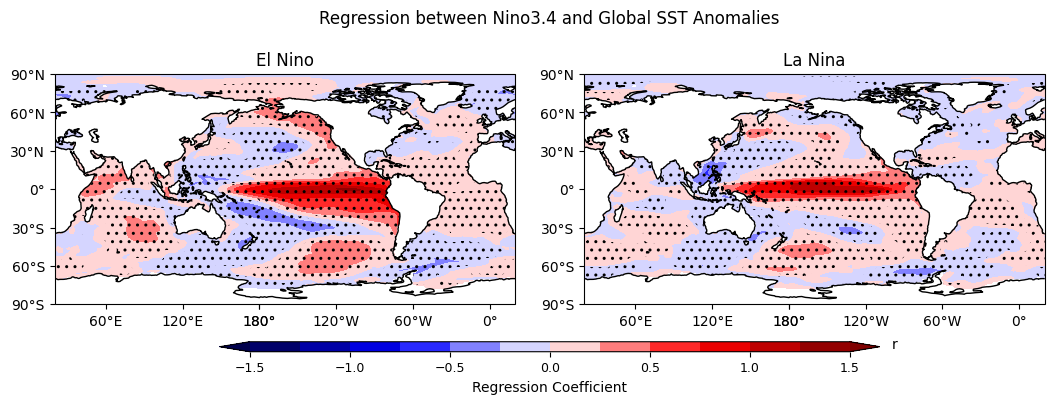 Regression between Nino3.4 and Global SST Anomalies
El Nino
La Nina
90°N
60°N
30°N
0°
30°S
60°S
90°S
60°E 120°E 180° 120°W 60°W 0°
90°N
60°N
30°N
0°
30°S
60°S
90°S
60°E 120°E 180° 120°W 60°W 0°
r
−1.5 −1.0 −0.5 0.0 0.5 1.0 1.5
Regression Coefficient